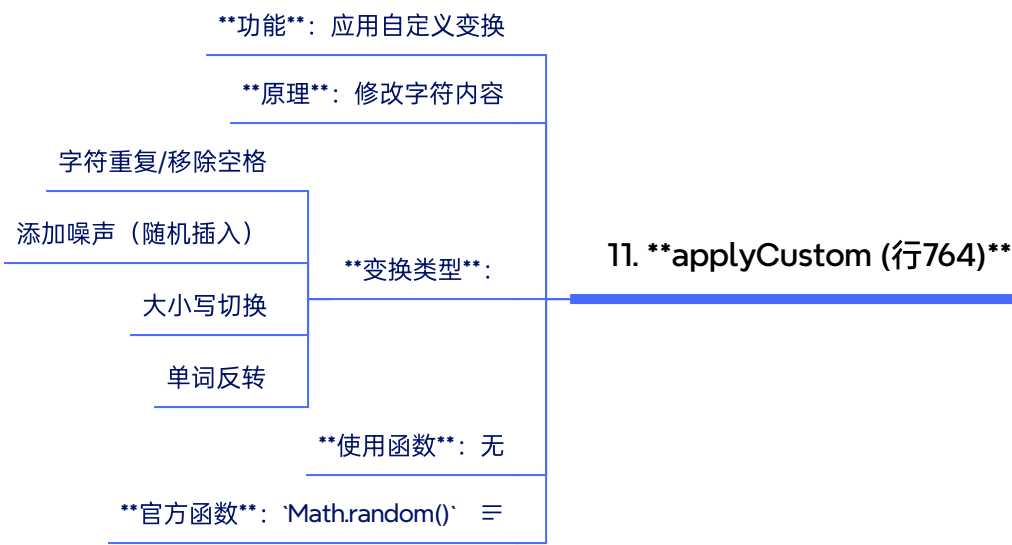 **功能**：应用自定义变换
**原理**：修改字符内容
字符重复/移除空格
添加噪声（随机插入）
大小写切换
单词反转
**变换类型**：
11. **applyCustom (行764)**
**使用函数**：无
**官方函数**：`Math.random()`